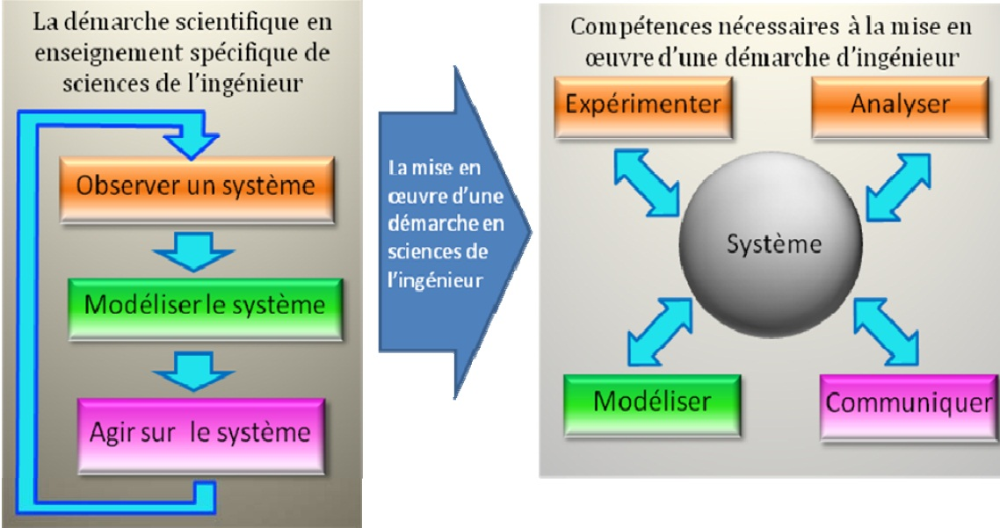 La démarche scientifique en
enseignement spécifique de
sciences de l'ingénieur
Observer un système
Modéliser le système
Agir sur le système
La mise en
œuvre d'une
démarche en
sciences de
l'ingénieur
Compétences nécessaires à la mise en
œuvre d'une démarche d'ingénieur
Expérimenter
Analyser
Système
Modéliser
Communiquer